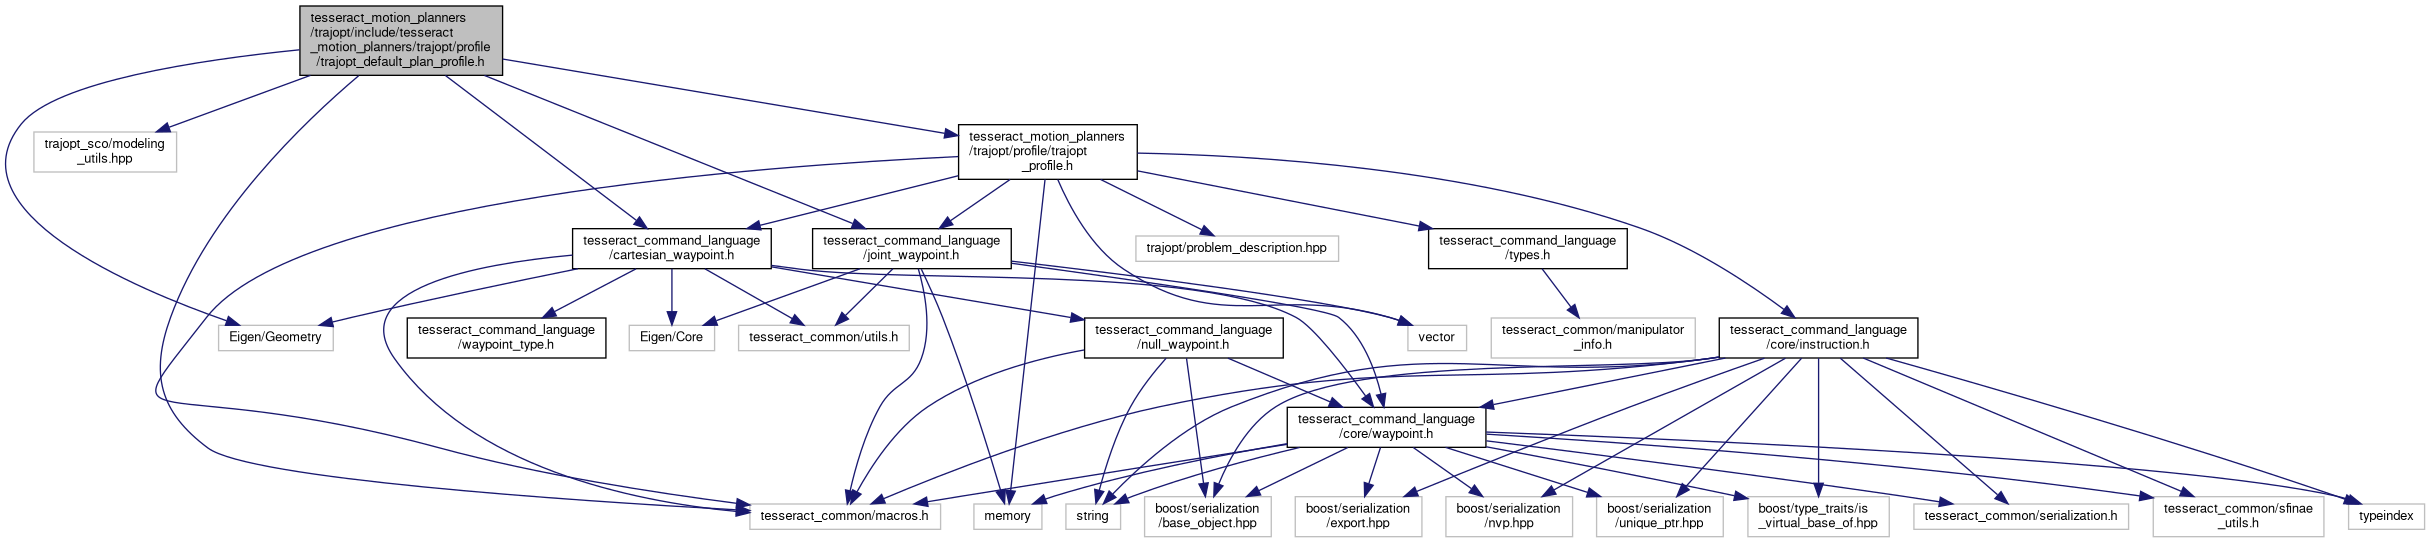 tesseract_motion_planners
/trajopt/include/tesseract
_motion_planners/trajopt/profile
/trajopt_default_plan_profile.h
trajopt_sco/modeling
_utils.hpp
tesseract_motion_planners
/trajopt/profile/trajopt
_profile.h
tesseract_command_language
/cartesian_waypoint.h
tesseract_command_language
/joint_waypoint.h
trajopt/problem_description.hpp
tesseract_command_language
/types.h
Eigen/Geometry
tesseract_command_language
/waypoint_type.h
Eigen/Core
tesseract_common/utils.h
tesseract_command_language
/null_waypoint.h
vector
tesseract_common/manipulator
_info.h
tesseract_command_language
/core/instruction.h
tesseract_command_language
/core/waypoint.h
tesseract_common/macros.h
memory
string
boost/serialization
/base_object.hpp
boost/serialization
/export.hpp
boost/serialization
/nvp.hpp
boost/serialization
/unique_ptr.hpp
boost/type_traits/is
_virtual_base_of.hpp
tesseract_common/serialization.h
tesseract_common/sfinae
_utils.h
typeindex